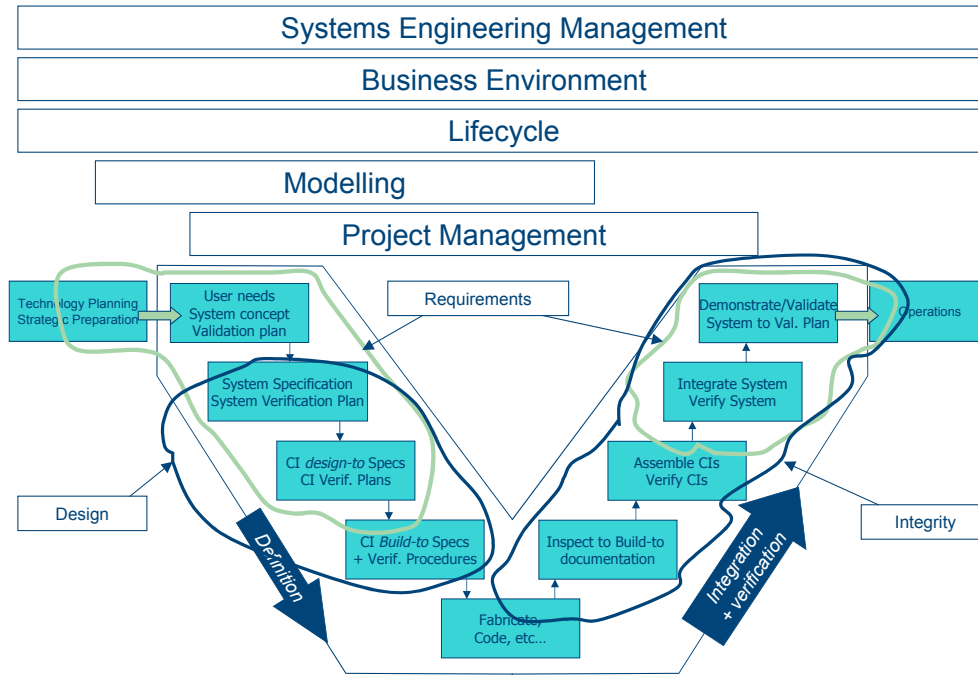 Systems Engineering Management
Business Environment
Lifecycle
Modelling
Project Management
Technology Planning
Strategic Preparation
User needs
System concept
Validation plan
Requirements
Demonstrate/Validate
System to Val. Plan
Operations
System Specification
System Verification Plan
Integrate System
Verify System
CI design-to Specs
CI Verif. Plans
Assemble CIs
Verify CIs
Design
Integrity
CI Build-to Specs
+ Verif. Procedures
Inspect to Build-to
documentation
Definition
Integration
+ verification
Fabricate,
Code, etc…